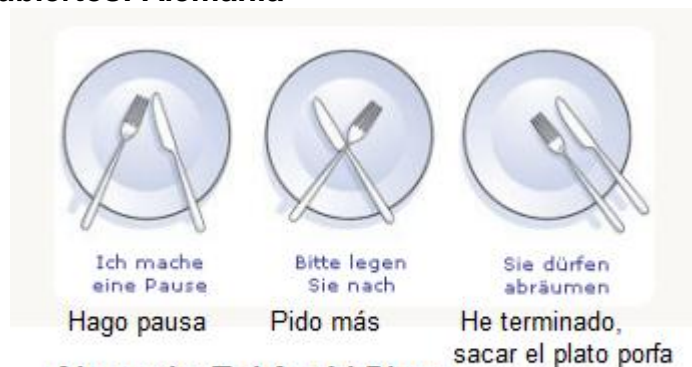 Ich mache
eine Pause
Bitte legen
Sie nach
Sie dürfen
abräumen
Hago pausa
Pido más
He terminado,
sacar el plato porfa